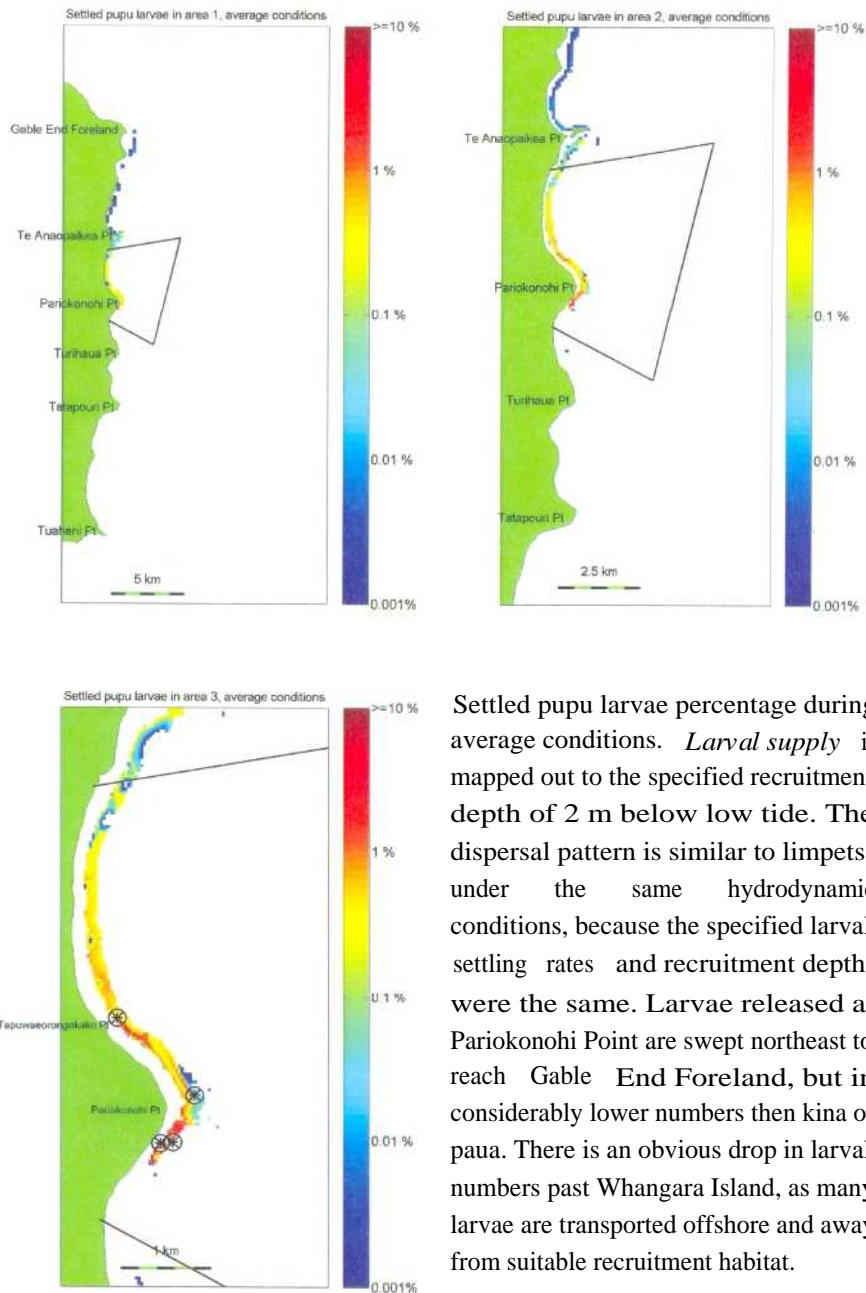 Settled pupu larvae in area 1, average conditions
>=10 %
1 %
0.1 %
0.01 %
0.001%
Gable End Foreland
Te Anaopaikea Pt
Pariokonohi Pt
Turihaua Pt
Tatapouri Pt
Tuaheni Pt
5 km
Settled pupu larvae in area 2, average conditions
>=10 %
1 %
0.1 %
0.01 %
0.001%
Te Anaopaikea Pt
Pariokonohi Pt
Turihaua Pt
Tatapouri Pt
2.5 km
Settled pupu larvae in area 3, average conditions
>=10 %
1 %
0.1 %
0.01 %
0.001%
Tapuwaeorongokako Pt
Pariokonohi Pt
1 km
Settled pupu larvae percentage during
average conditions. Larval supply i
mapped out to the specified recruitmen
depth of 2 m below low tide. The
dispersal pattern is similar to limpets
under the same hydrodynamic
conditions, because the specified larval
settling rates and recruitment depth
were the same. Larvae released a
Pariokonohi Point are swept northeast to
reach Gable End Foreland, but in
considerably lower numbers then kina o
paua. There is an obvious drop in larval
numbers past Whangara Island, as many
larvae are transported offshore and away
from suitable recruitment habitat.